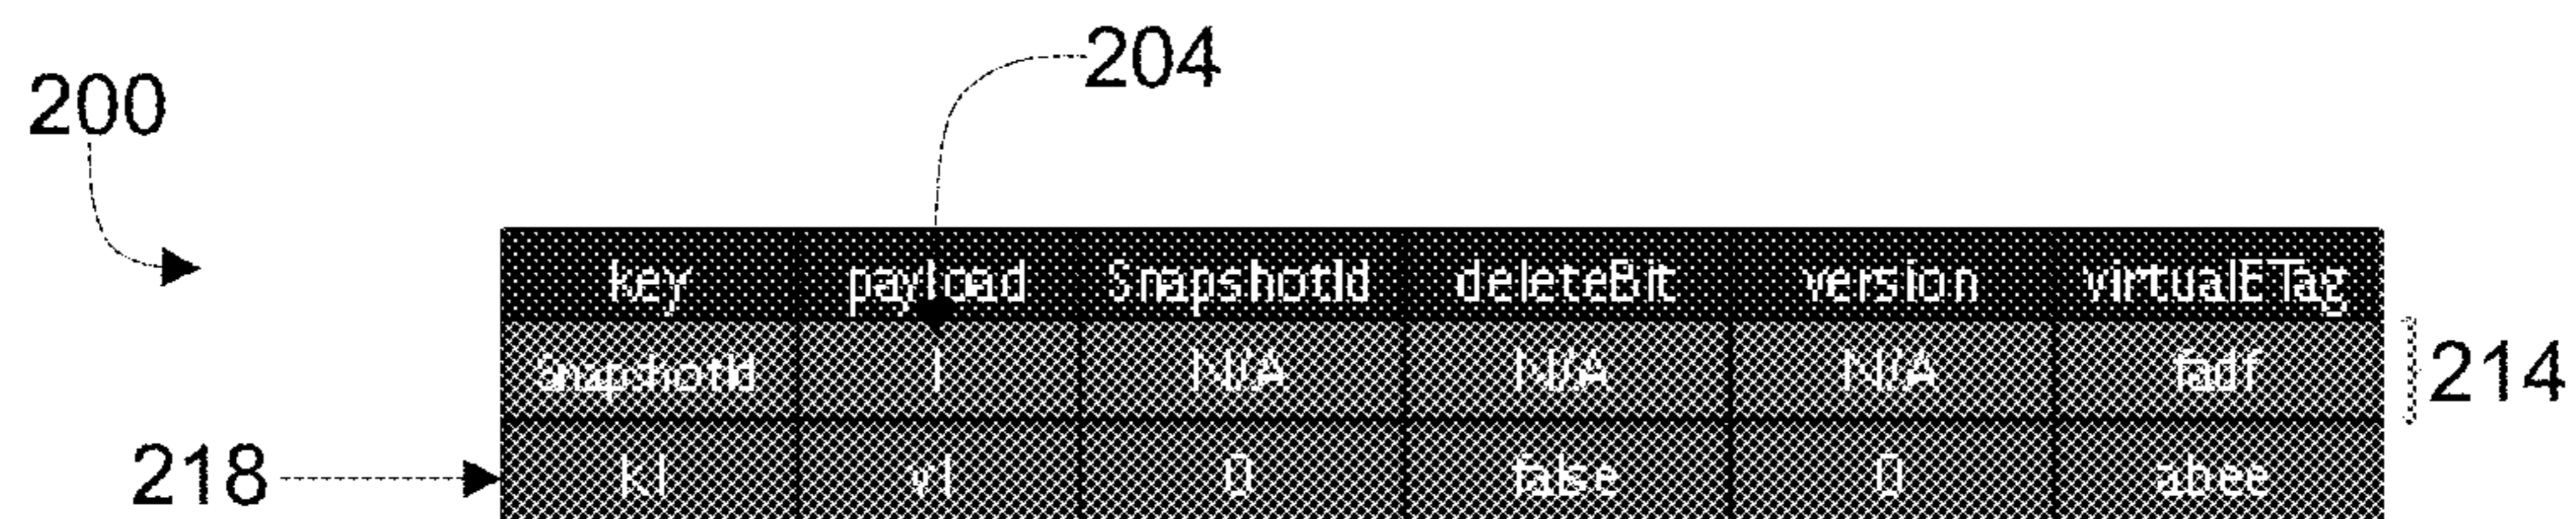 204
200
key payload SnapshotId deleteBit version virtualETag
SnapshotId 1 N/A N/A N/A fadf
214
218 k1 v1 0 false 0 abee